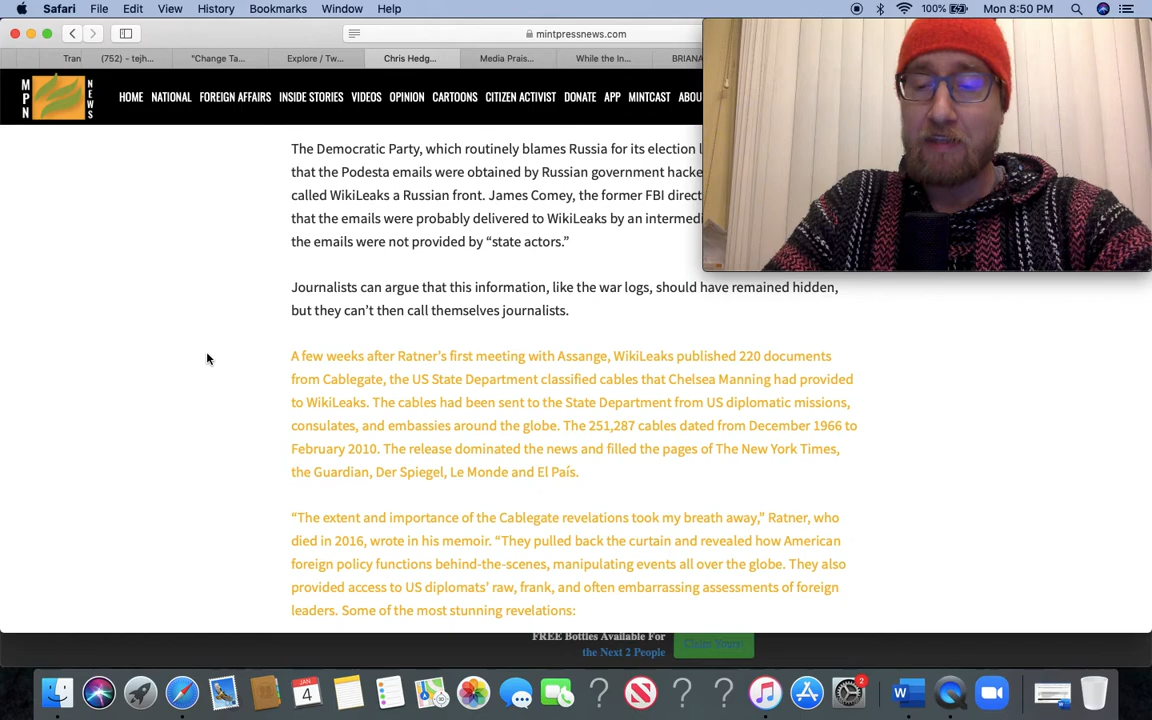 Safari File Edit View History Bookmarks Window Help 100% Mon 8:50 PM
mintpressnews.com
Tran (752) – tejh... "Change Ta... Explore / Tw... Chris Hedg... Media Prais... While the In... BRIANA
MPN NEWS HOME NATIONAL FOREIGN AFFAIRS INSIDE STORIES VIDEOS OPINION CARTOONS CITIZEN ACTIVIST DONATE APP MINTCAST ABOU
The Democratic Party, which routinely blames Russia for its election l
that the Podesta emails were obtained by Russian government hacke
called WikiLeaks a Russian front. James Comey, the former FBI direct
that the emails were probably delivered to WikiLeaks by an intermedi
the emails were not provided by “state actors.”
Journalists can argue that this information, like the war logs, should have remained hidden,
but they can’t then call themselves journalists.
A few weeks after Ratner’s first meeting with Assange, WikiLeaks published 220 documents
from Cablegate, the US State Department classified cables that Chelsea Manning had provided
to WikiLeaks. The cables had been sent to the State Department from US diplomatic missions,
consulates, and embassies around the globe. The 251,287 cables dated from December 1966 to
February 2010. The release dominated the news and filled the pages of The New York Times,
the Guardian, Der Spiegel, Le Monde and El País.
“The extent and importance of the Cablegate revelations took my breath away,” Ratner, who
died in 2016, wrote in his memoir. “They pulled back the curtain and revealed how American
foreign policy functions behind-the-scenes, manipulating events all over the globe. They also
provided access to US diplomats’ raw, frank, and often embarrassing assessments of foreign
leaders. Some of the most stunning revelations:
FREE Bottles Available For
the Next 2 People
Claim Yours!
JAN
4
2